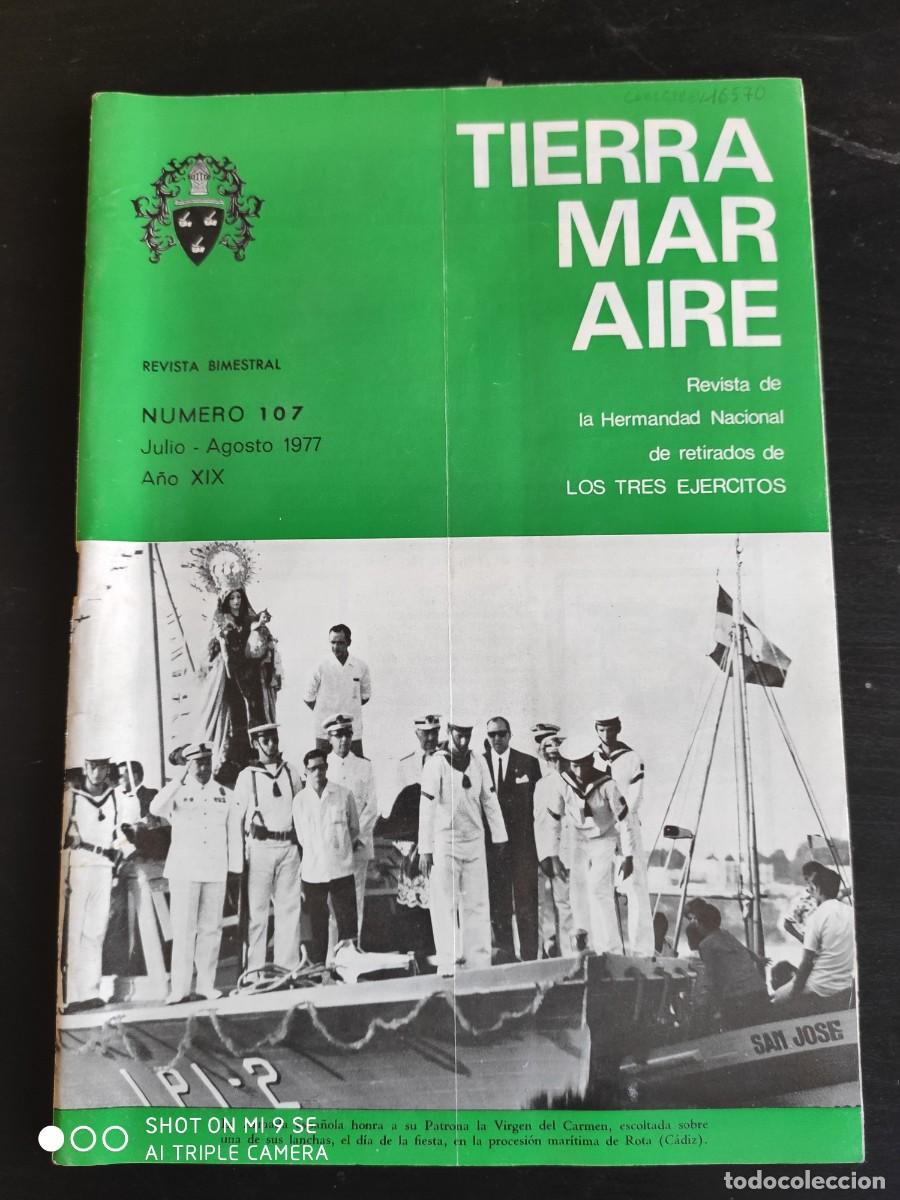 16570
TIERRA
MAR
AIRE
REVISTA BIMESTRAL
NUMERO 107
Julio - Agosto 1977
Año XIX
Revista de
la Hermandad Nacional
de retirados de
LOS TRES EJERCITOS
SAN JOSE
LPI-2
honra a su Patrona la Virgen del Carmen, escoltada sobre
una de sus lanchas, el día de la fiesta, en la procesión marítima de Rota (Cádiz).
SHOT ON MI 9 SE
AI TRIPLE CAMERA
todocoleccion